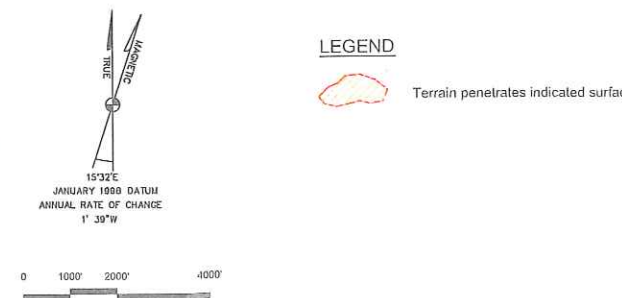 TRUE
MAGNETIC
15°32'E
JANUARY 1998 DATUM
ANNUAL RATE OF CHANGE
1' 39"W
0 1000' 2000' 4000'
LEGEND
Terrain penetrates indicated surfac